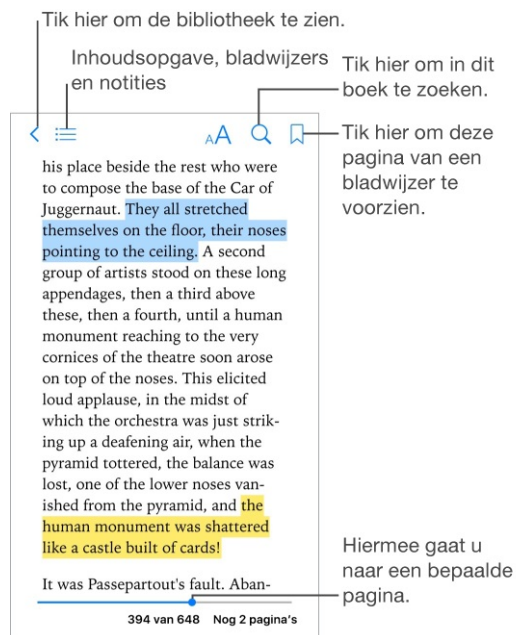 Tik hier om de bibliotheek te zien.
Inhoudsopgave, bladwijzers
en notities
Tik hier om in dit
boek te zoeken.
AA
Tik hier om deze
pagina van een
bladwijzer te
voorzien.
his place beside the rest who were
to compose the base of the Car of
Juggernaut. They all stretched
themselves on the floor, their noses
pointing to the ceiling. A second
group of artists stood on these long
appendages, then a third above
these, then a fourth, until a human
monument reaching to the very
cornices of the theatre soon arose
on top of the noses. This elicited
loud applause, in the midst of
which the orchestra was just strik-
ing up a deafening air, when the
pyramid tottered, the balance was
lost, one of the lower noses van-
ished from the pyramid, and the
human monument was shattered
like a castle built of cards!
It was Passepartout's fault. Aban-
Hiermee gaat u
naar een bepaalde
pagina.
394 van 648 Nog 2 pagina's